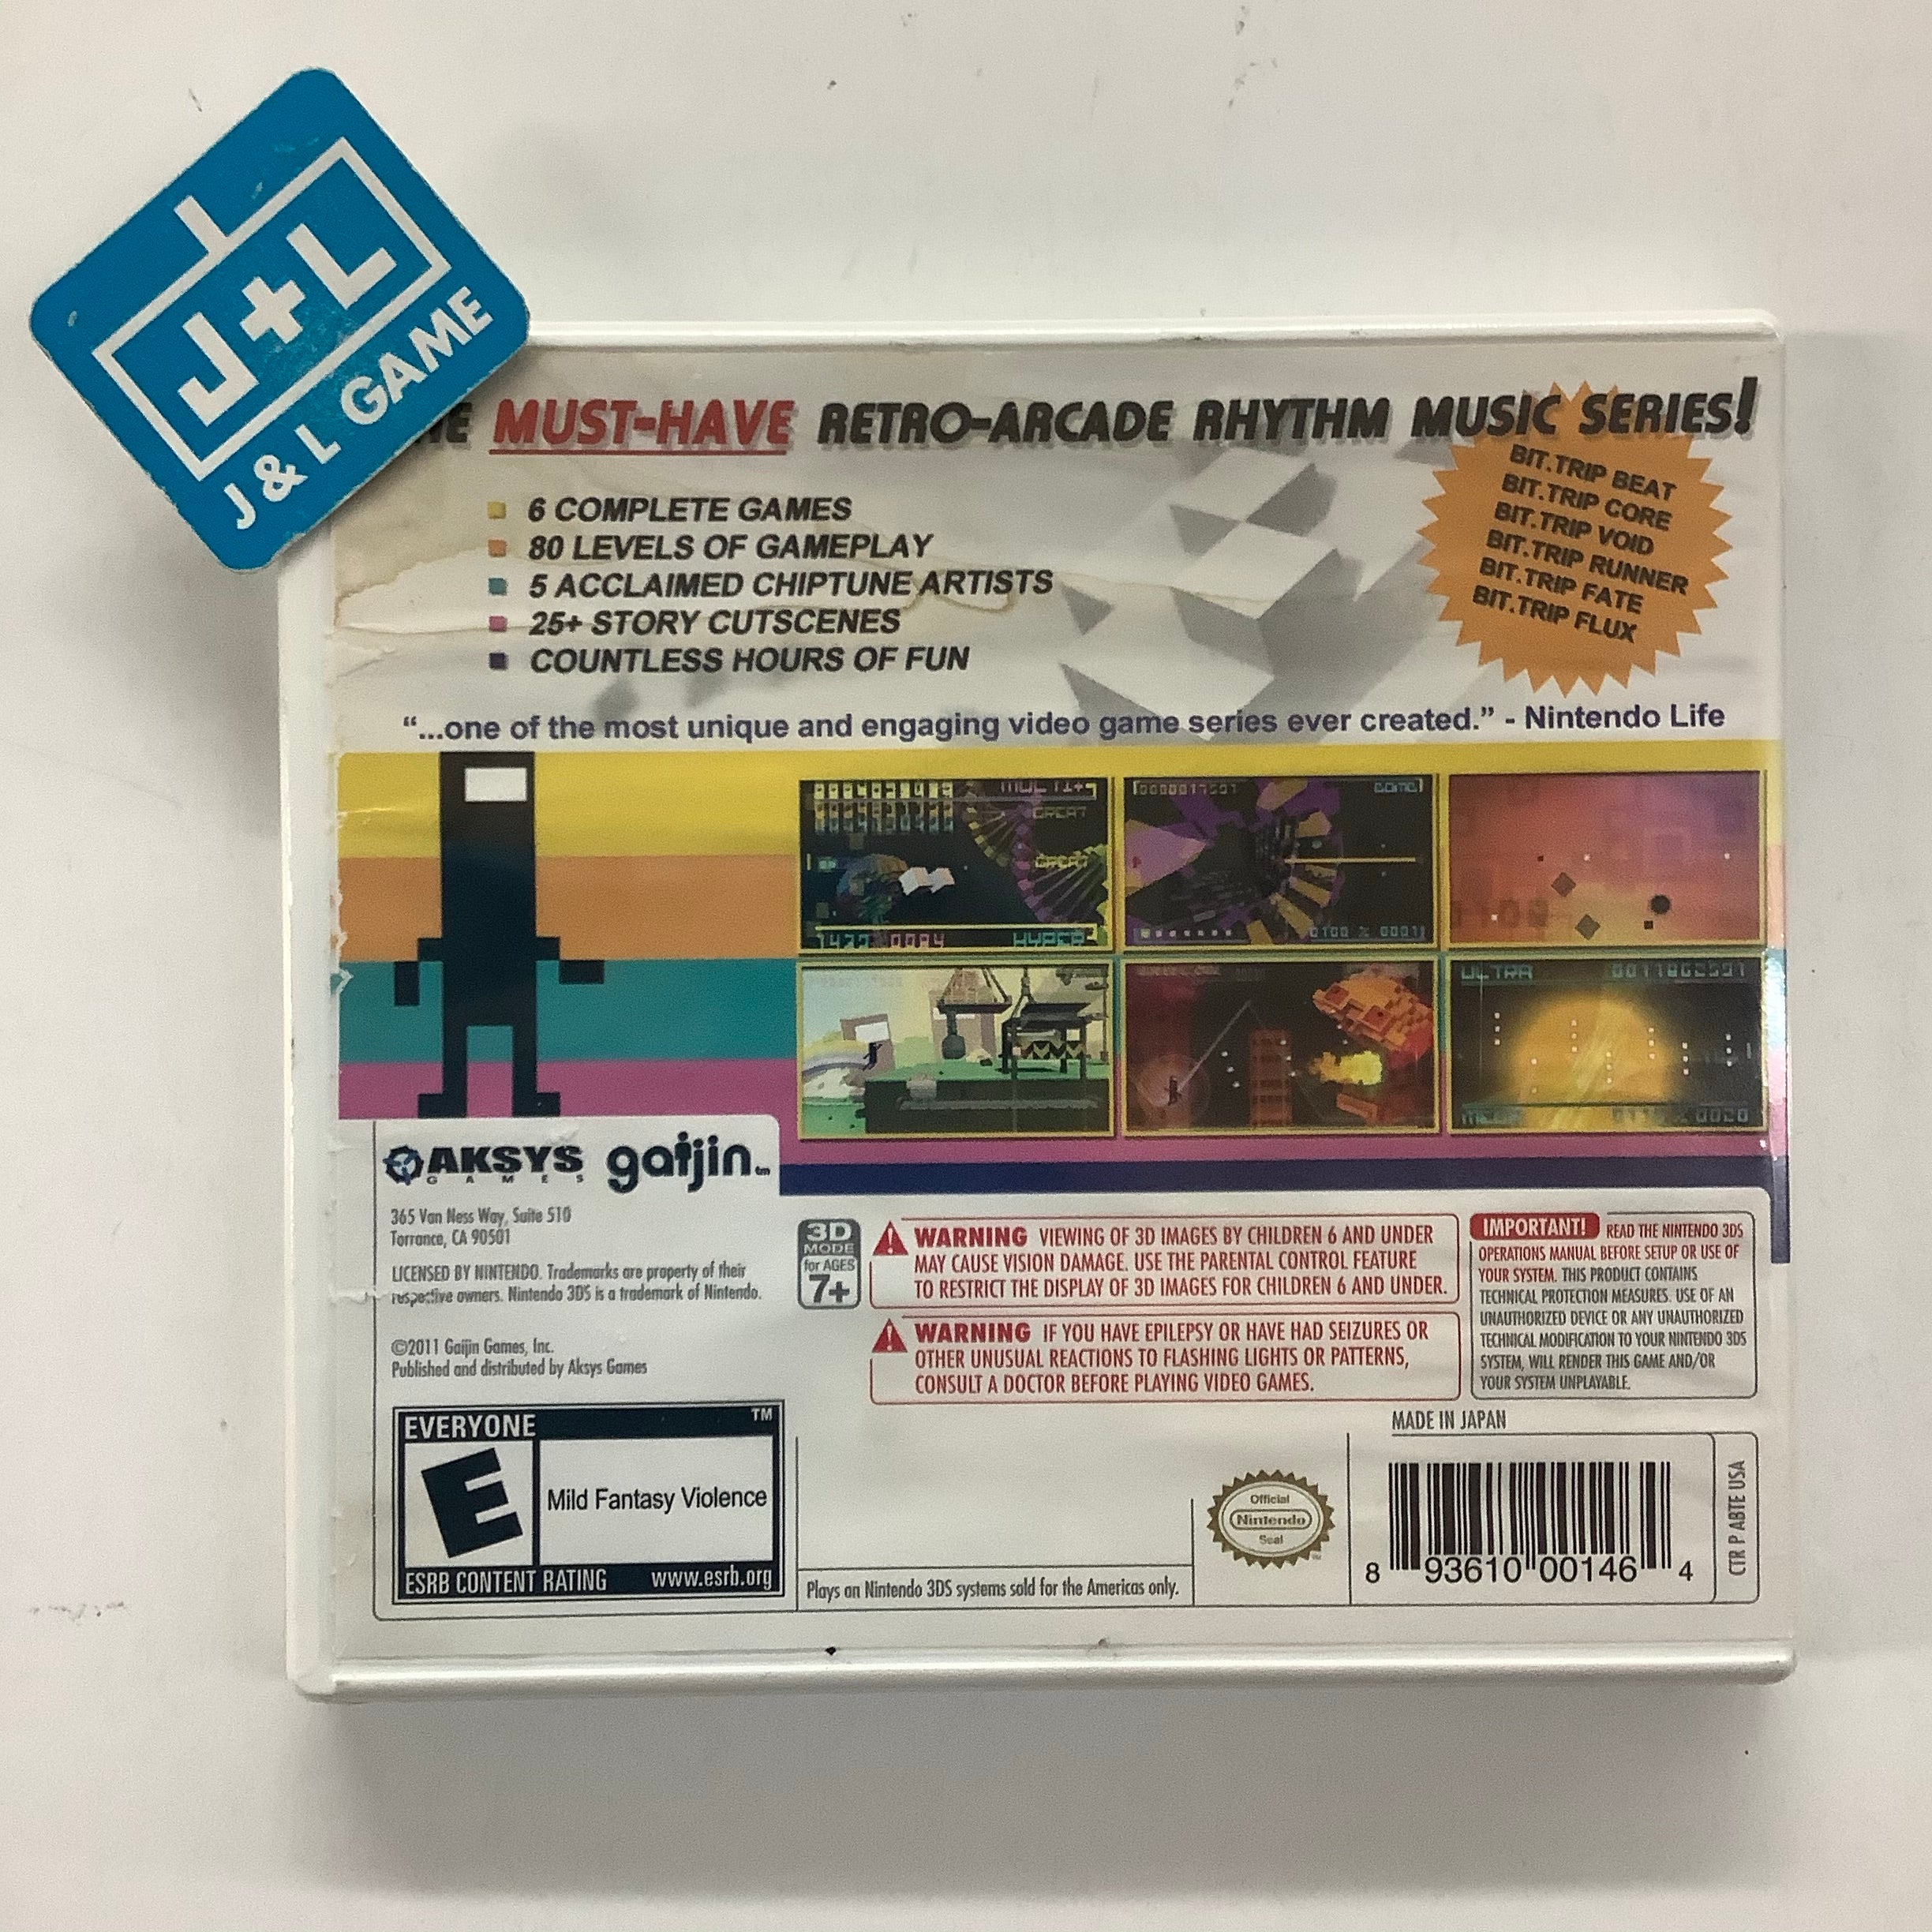 J+L
J & L GAME
MUST-HAVE RETRO-ARCADE RHYTHM MUSIC SERIES!
6 COMPLETE GAMES
80 LEVELS OF GAMEPLAY
5 ACCLAIMED CHIPTUNE ARTISTS
25+ STORY CUTSCENES
COUNTLESS HOURS OF FUN
BIT.TRIP BEAT
BIT.TRIP CORE
BIT.TRIP VOID
BIT.TRIP RUNNER
BIT.TRIP FATE
BIT.TRIP FLUX
“...one of the most unique and engaging video game series ever created.” - Nintendo Life
GREAT
GREAT
HYPER
ULTRA
AKSYS
GAMES
gaijin tm
365 Van Ness Way, Suite 510
Torrance, CA 90501
LICENSED BY NINTENDO. Trademarks are property of their
respective owners. Nintendo 3DS is a trademark of Nintendo.
©2011 Gaijin Games, Inc.
Published and distributed by Aksys Games
3D
MODE
for AGES
7+
WARNING VIEWING OF 3D IMAGES BY CHILDREN 6 AND UNDER
MAY CAUSE VISION DAMAGE. USE THE PARENTAL CONTROL FEATURE
TO RESTRICT THE DISPLAY OF 3D IMAGES FOR CHILDREN 6 AND UNDER.
WARNING IF YOU HAVE EPILEPSY OR HAVE HAD SEIZURES OR
OTHER UNUSUAL REACTIONS TO FLASHING LIGHTS OR PATTERNS,
CONSULT A DOCTOR BEFORE PLAYING VIDEO GAMES.
IMPORTANT! READ THE NINTENDO 3DS
OPERATIONS MANUAL BEFORE SETUP OR USE OF
YOUR SYSTEM. THIS PRODUCT CONTAINS
TECHNICAL PROTECTION MEASURES. USE OF AN
UNAUTHORIZED DEVICE OR ANY UNAUTHORIZED
TECHNICAL MODIFICATION TO YOUR NINTENDO 3DS
SYSTEM, WILL RENDER THIS GAME AND/OR
YOUR SYSTEM UNPLAYABLE.
EVERYONE TM
E
Mild Fantasy Violence
ESRB CONTENT RATING www.esrb.org
Plays on Nintendo 3DS systems sold for the Americas only.
Official
Nintendo
Seal
MADE IN JAPAN
8 93610 00146 4
CTR P ABTE USA